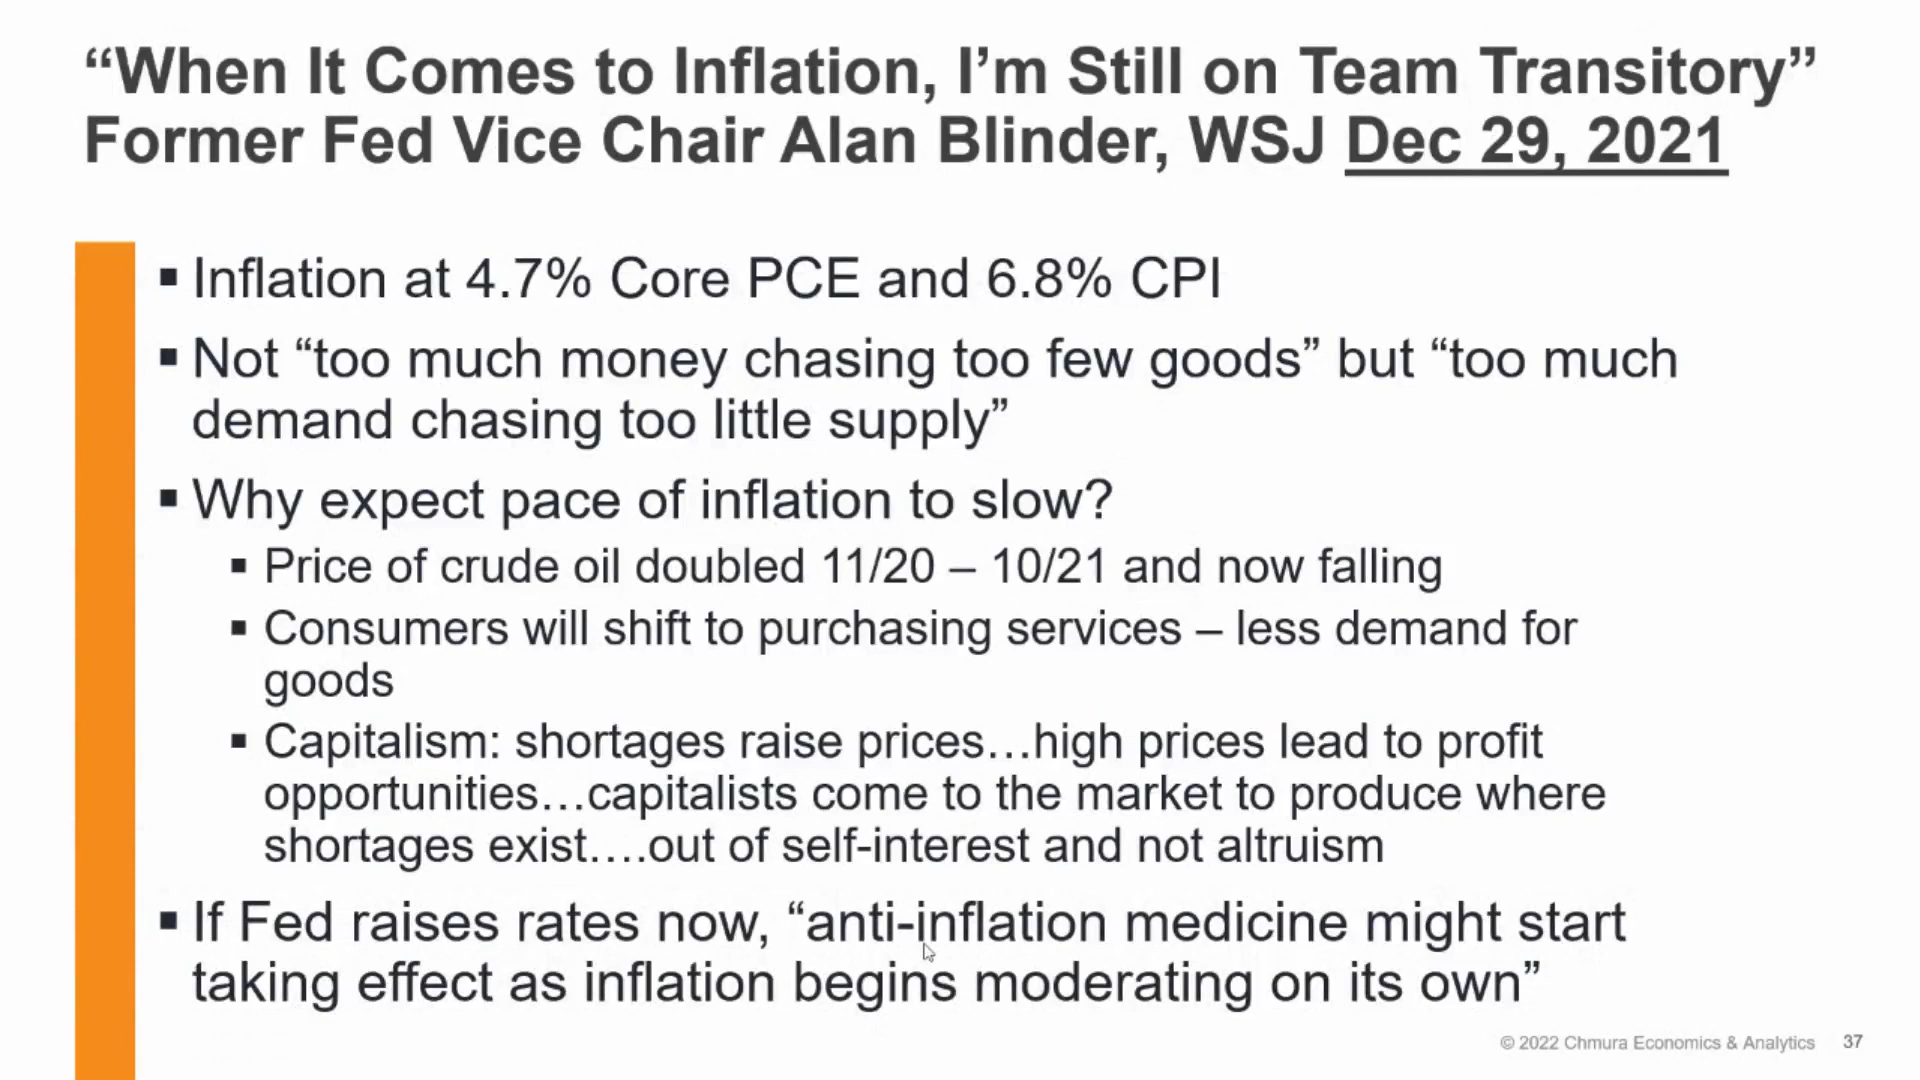 “When It Comes to Inflation, I’m Still on Team Transitory”
Former Fed Vice Chair Alan Blinder, WSJ Dec 29, 2021
▪ Inflation at 4.7% Core PCE and 6.8% CPI
▪ Not “too much money chasing too few goods” but “too much
demand chasing too little supply”
▪ Why expect pace of inflation to slow?
▪ Price of crude oil doubled 11/20 – 10/21 and now falling
▪ Consumers will shift to purchasing services – less demand for
goods
▪ Capitalism: shortages raise prices…high prices lead to profit
opportunities…capitalists come to the market to produce where
shortages exist….out of self-interest and not altruism
▪ If Fed raises rates now, “anti-inflation medicine might start
taking effect as inflation begins moderating on its own”
© 2022 Chmura Economics & Analytics 37